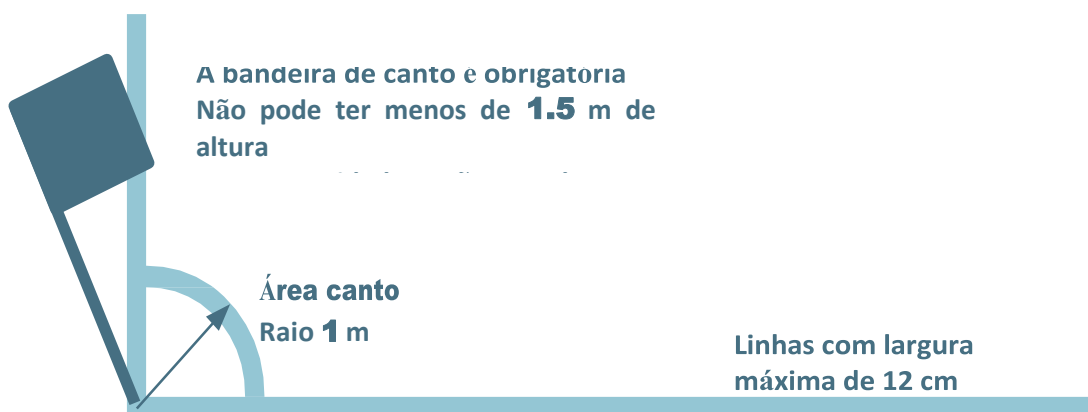 A bandeira de canto é obrigatória
Não pode ter menos de 1.5 m de
altura
Área canto
Raio 1 m
Linhas com largura
máxima de 12 cm